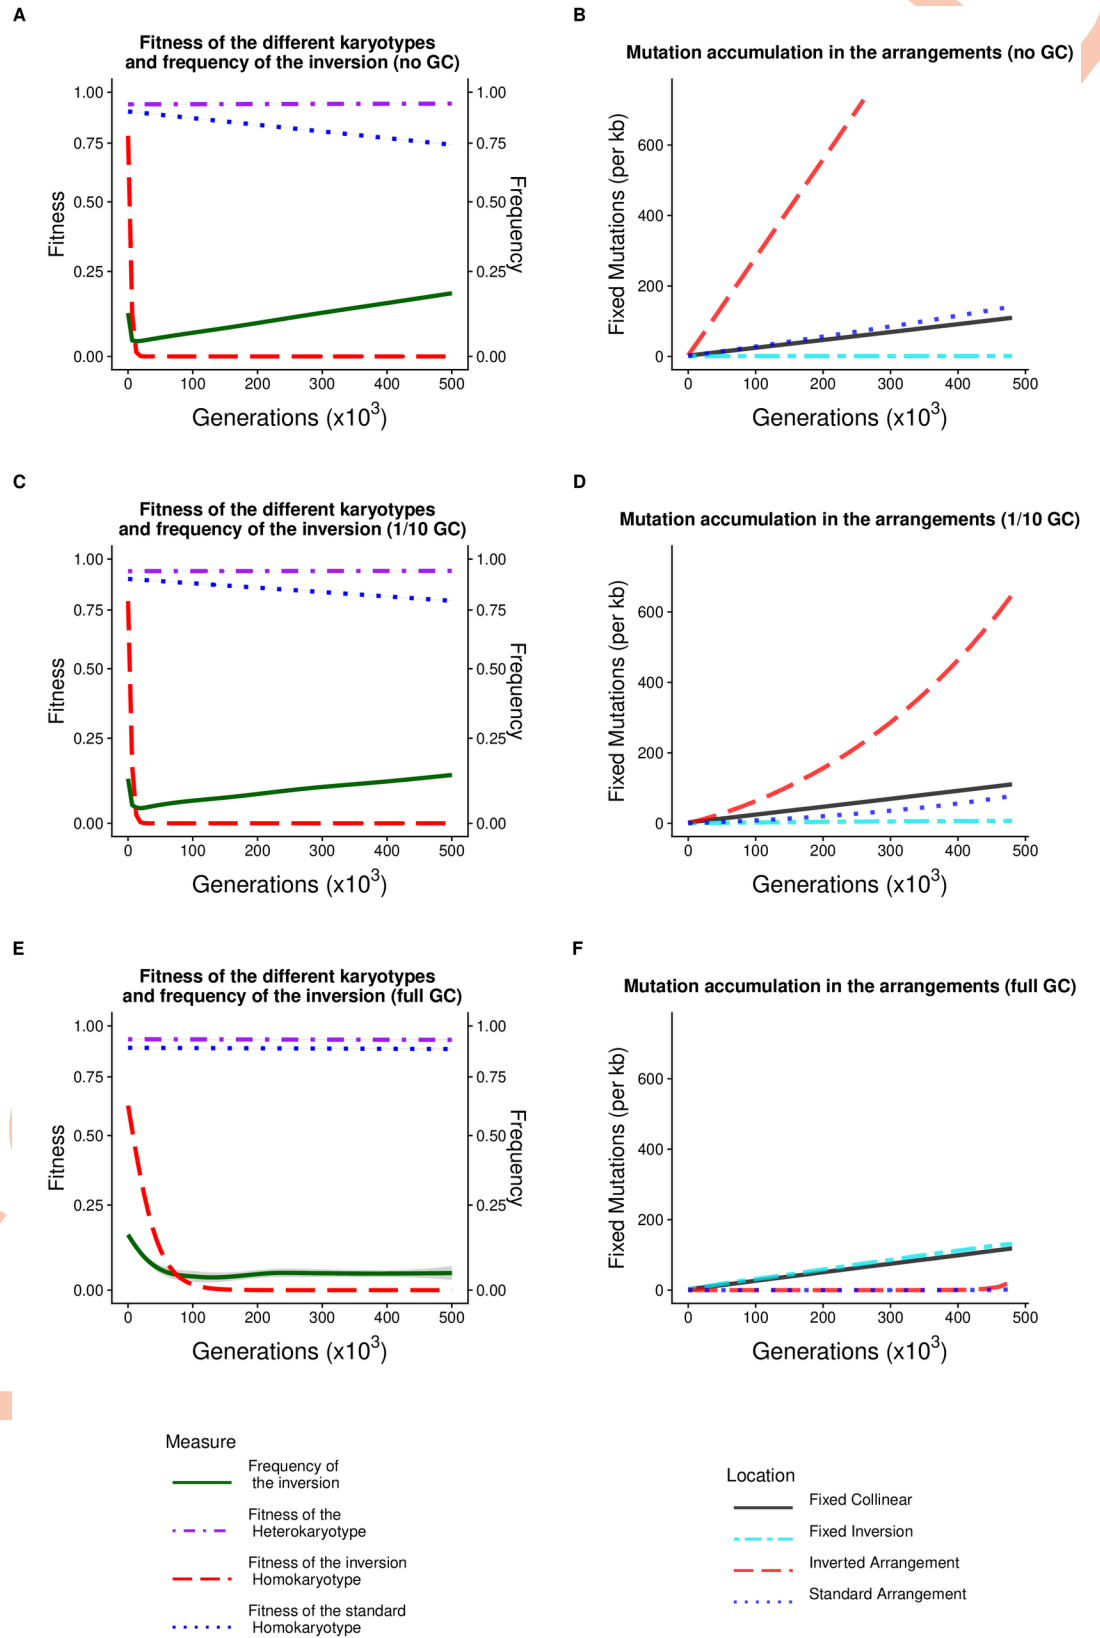 A
Fitness of the different karyotypes
and frequency of the inversion (no GC)
1.00
0.75
0.50
0.25
0.00
Fitness
1.00
0.75
0.50
0.25
0.00
Frequency
0 100 200 300 400 500
Generations (x10³)
B
Mutation accumulation in the arrangements (no GC)
600
400
200
0
Fixed Mutations (per kb)
0 100 200 300 400 500
Generations (x10³)
C
Fitness of the different karyotypes
and frequency of the inversion (1/10 GC)
1.00
0.75
0.50
0.25
0.00
Fitness
1.00
0.75
0.50
0.25
0.00
Frequency
0 100 200 300 400 500
Generations (x10³)
D
Mutation accumulation in the arrangements (1/10 GC)
600
400
200
0
Fixed Mutations (per kb)
0 100 200 300 400 500
Generations (x10³)
E
Fitness of the different karyotypes
and frequency of the inversion (full GC)
1.00
0.75
0.50
0.25
0.00
Fitness
1.00
0.75
0.50
0.25
0.00
Frequency
0 100 200 300 400 500
Generations (x10³)
F
Mutation accumulation in the arrangements (full GC)
600
400
200
0
Fixed Mutations (per kb)
0 100 200 300 400 500
Generations (x10³)
Measure
Frequency of
the inversion
Fitness of the
Heterokaryotype
Fitness of the inversion
Homokaryotype
Fitness of the standard
Homokaryotype
Location
Fixed Collinear
Fixed Inversion
Inverted Arrangement
Standard Arrangement